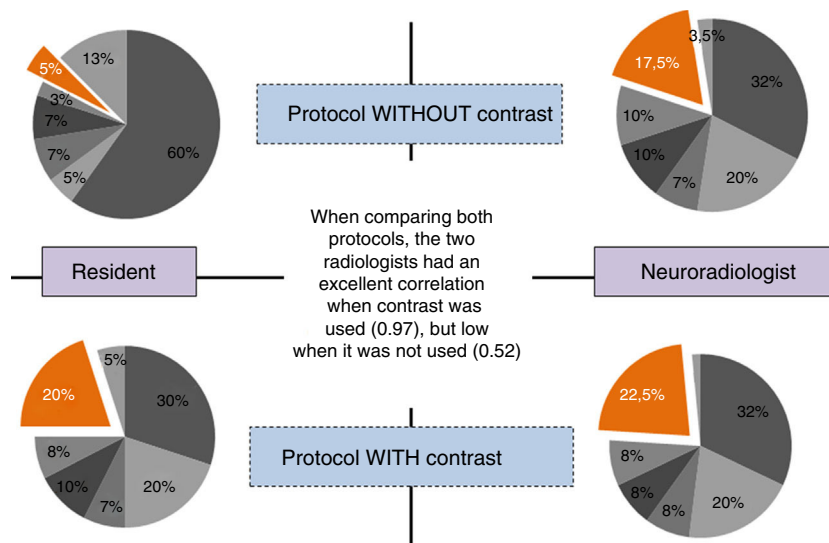 13%
5%
3%
7%
7%
5%
60%
3,5%
17,5%
32%
10%
10%
7%
20%
Protocol WITHOUT contrast
When comparing both
protocols, the two
radiologists had an
excellent correlation
when contrast was
used (0.97), but low
when it was not used (0.52)
Resident
Neuroradiologist
5%
20%
30%
8%
10%
7%
20%
22,5%
32%
8%
8%
8%
20%
Protocol WITH contrast